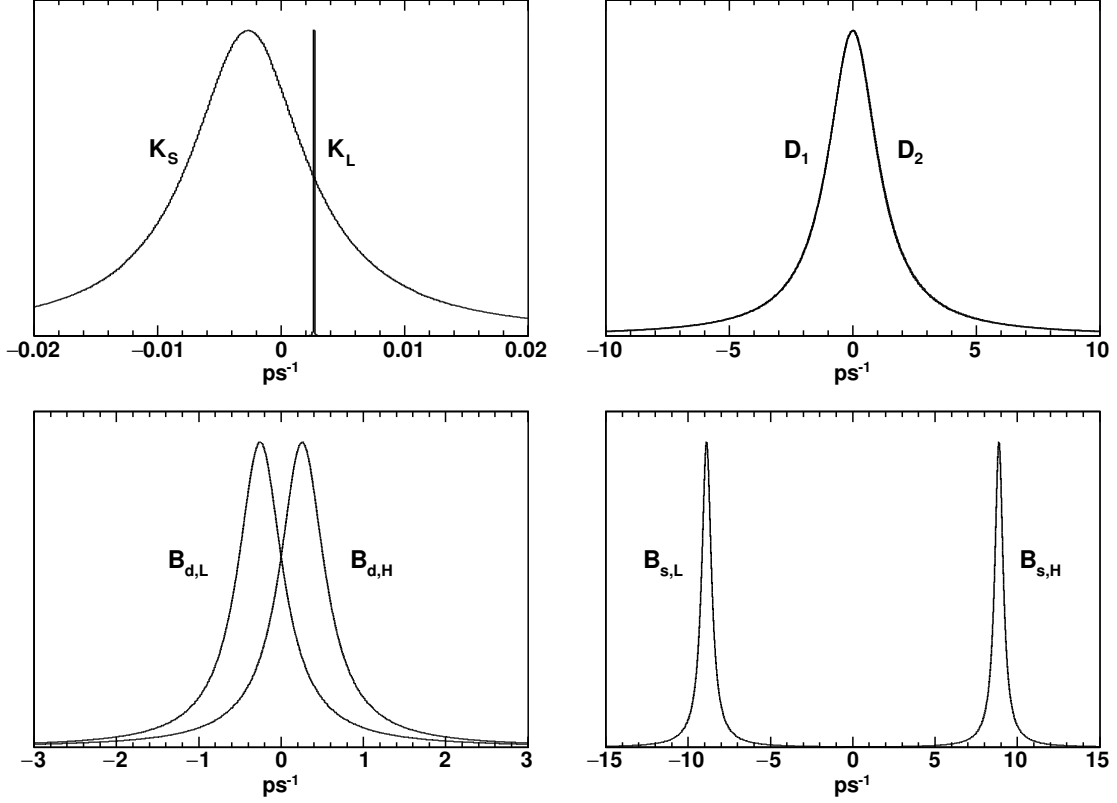 K_S K_L
−0.02 −0.01 0 0.01 0.02
ps⁻¹
D_1 D_2
−10 −5 0 5 10
ps⁻¹
B_d,L B_d,H
−3 −2 −1 0 1 2 3
ps⁻¹
B_s,L B_s,H
−15 −10 −5 0 5 10 15
ps⁻¹